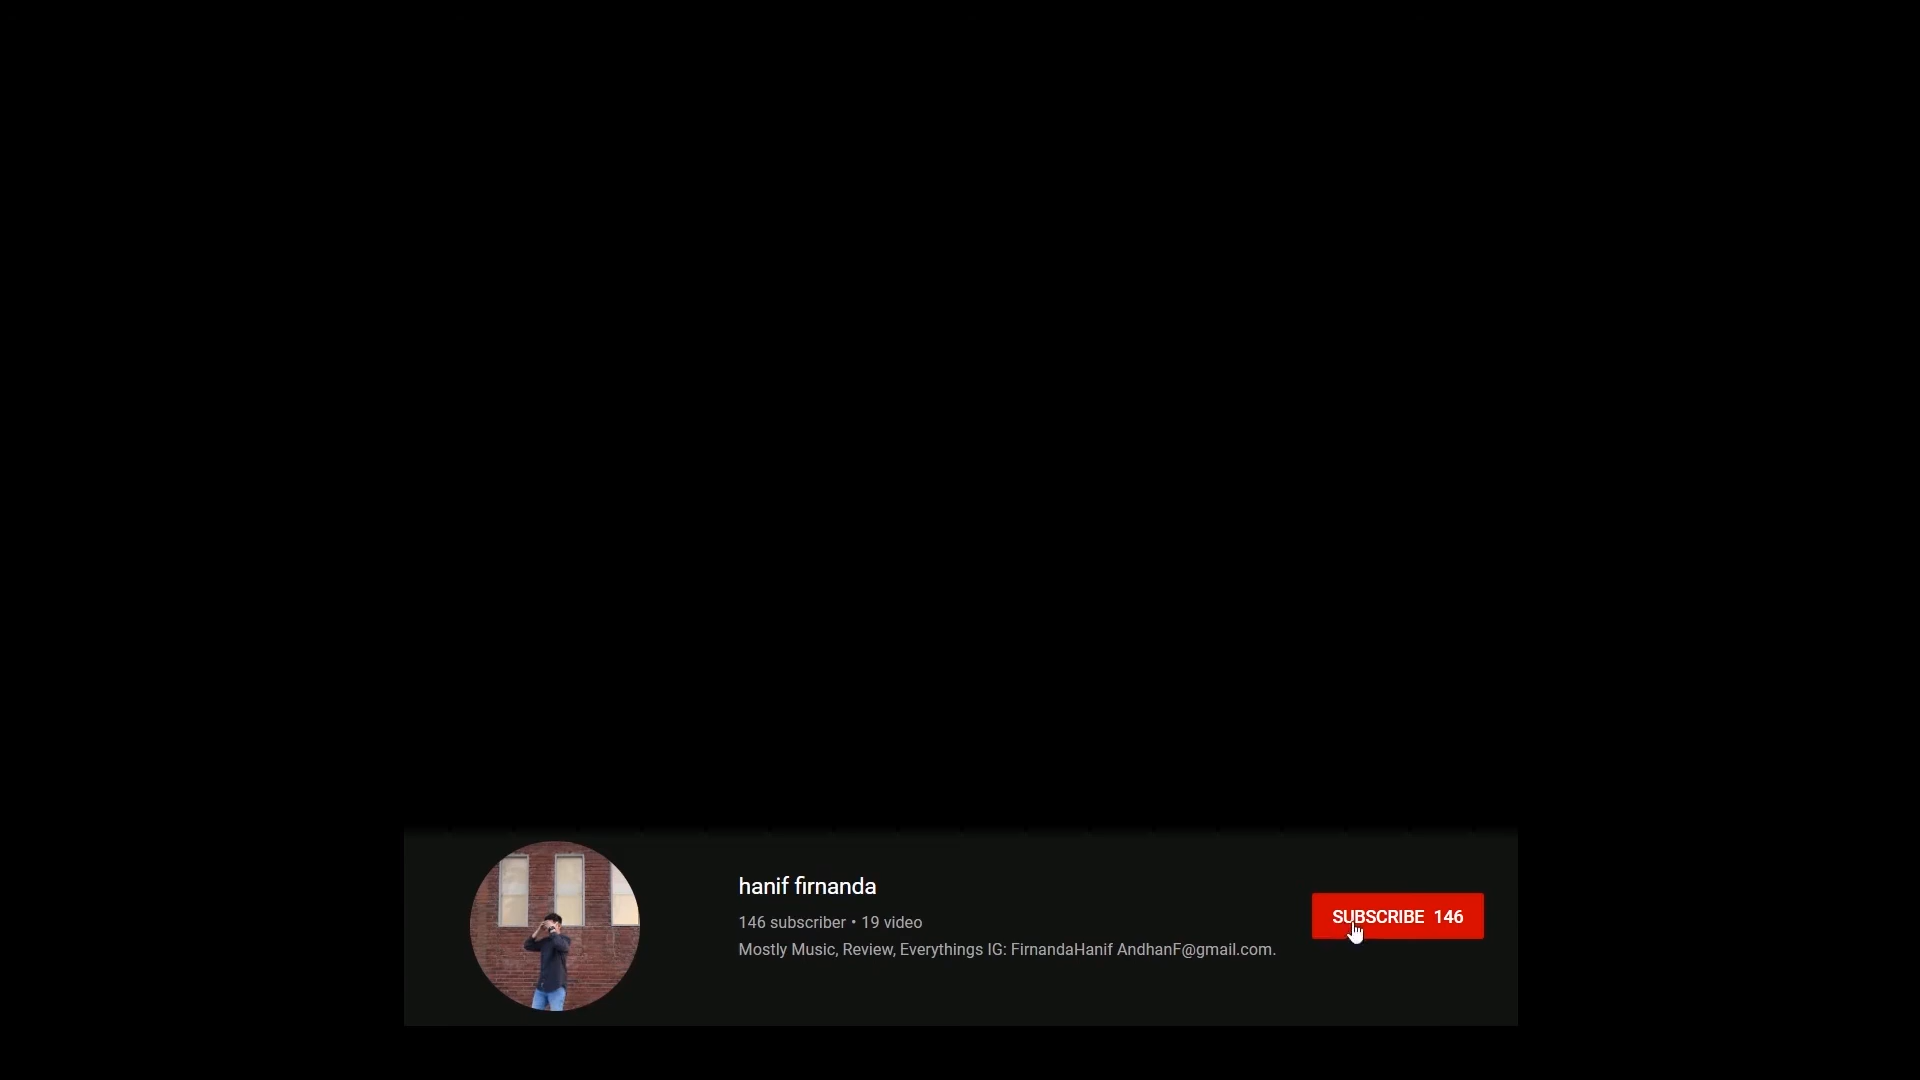 hanif firnanda
146 subscriber • 19 video
Mostly Music, Review, Everythings IG: FirnandaHanif AndhanF@gmail.com.
SUBSCRIBE 146